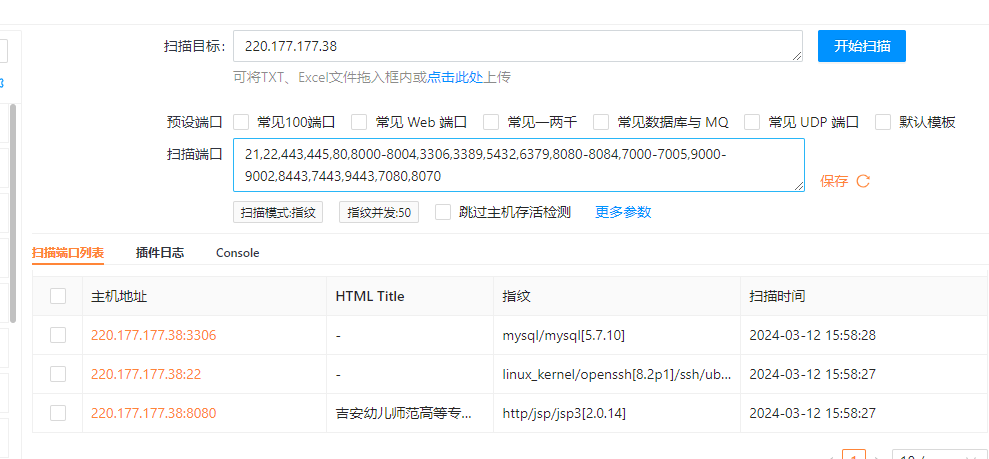 扫描目标: 220.177.177.38 开始扫描
可将TXT、Excel文件拖入框内或点击此处上传
预设端口 常见100端口 常见 Web 端口 常见一两千 常见数据库与 MQ 常见 UDP 端口 默认模板
扫描端口 21,22,443,445,80,8000-8004,3306,3389,5432,6379,8080-8084,7000-7005,9000-
9002,8443,7443,9443,7080,8070
保存
扫描模式:指纹 指纹并发:50 跳过主机存活检测 更多参数
扫描端口列表 插件日志 Console
主机地址 HTML Title 指纹 扫描时间
220.177.177.38:3306 - mysql/mysql[5.7.10] 2024-03-12 15:58:28
220.177.177.38:22 - linux_kernel/openssh[8.2p1]/ssh/ub... 2024-03-12 15:58:27
220.177.177.38:8080 吉安幼儿师范高等专... http/jsp/jsp3[2.0.14] 2024-03-12 15:58:27
1